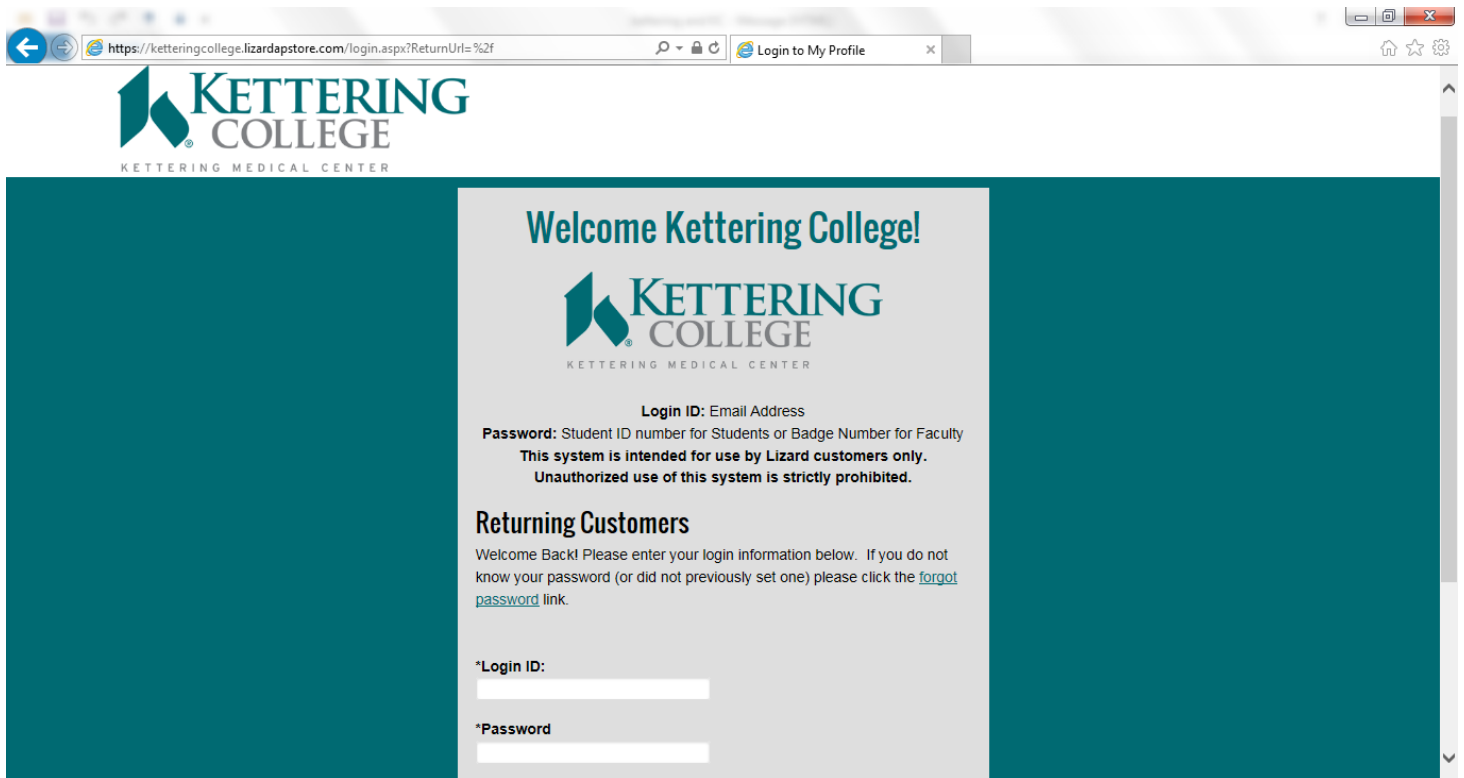 https://ketteringcollege.lizardapstore.com/login.aspx?ReturnUrl=%2f
Login to My Profile
KETTERING
COLLEGE
KETTERING MEDICAL CENTER
Welcome Kettering College!
KETTERING
COLLEGE
KETTERING MEDICAL CENTER
Login ID: Email Address
Password: Student ID number for Students or Badge Number for Faculty
This system is intended for use by Lizard customers only.
Unauthorized use of this system is strictly prohibited.
Returning Customers
Welcome Back! Please enter your login information below. If you do not
know your password (or did not previously set one) please click the forgot
password link.
*Login ID:
*Password